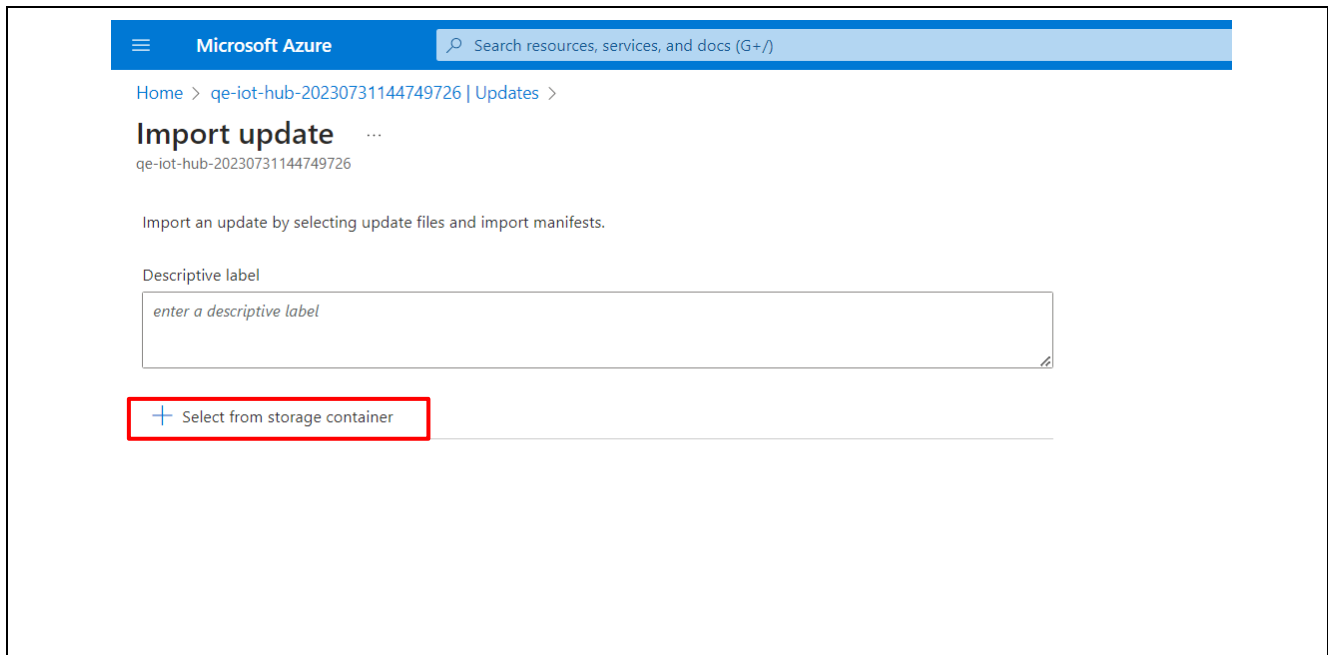 Microsoft Azure
Search resources, services, and docs (G+/)
Home > qe-iot-hub-20230731144749726 | Updates >
Import update ...
qe-iot-hub-20230731144749726
Import an update by selecting update files and import manifests.
Descriptive label
enter a descriptive label
+ Select from storage container